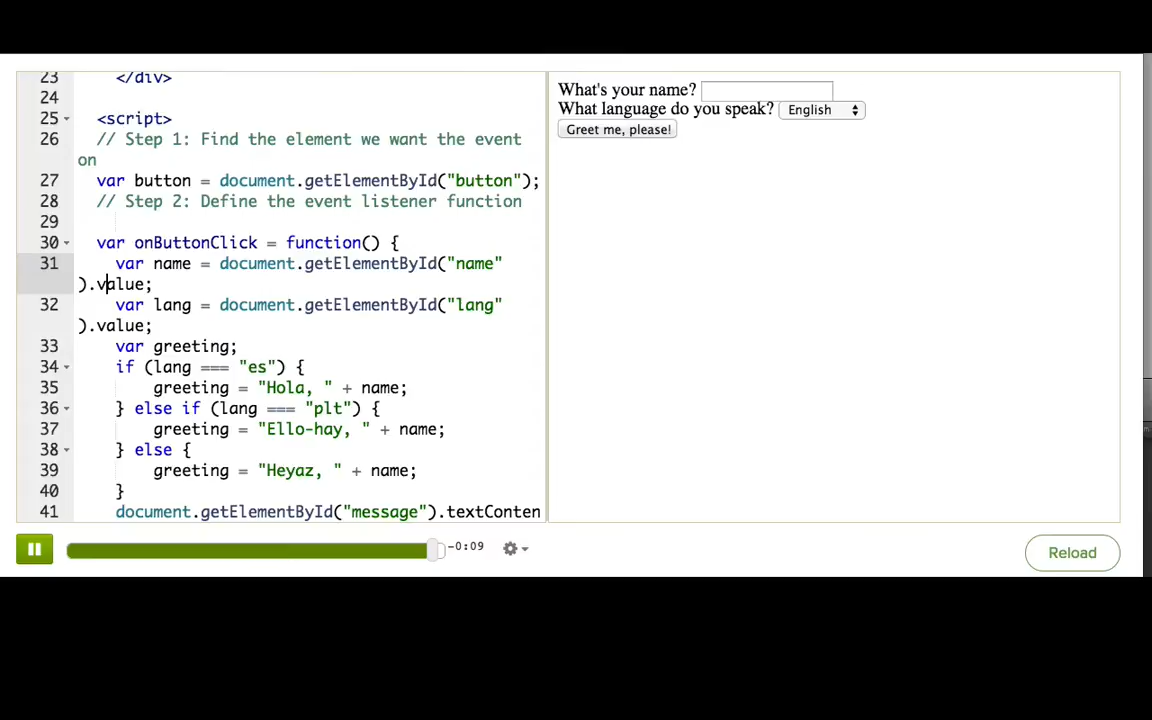 23 </div>
24
25 <script>
26 // Step 1: Find the element we want the event
on
27 var button = document.getElementById("button");
28 // Step 2: Define the event listener function
29
30 var onButtonClick = function() {
31 var name = document.getElementById("name"
).value;
32 var lang = document.getElementById("lang"
).value;
33 var greeting;
34 if (lang === "es") {
35 greeting = "Hola, " + name;
36 } else if (lang === "plt") {
37 greeting = "Ello-hay, " + name;
38 } else {
39 greeting = "Heyaz, " + name;
40 }
41 document.getElementById("message").textConten
What's your name?
What language do you speak? English
Greet me, please!
-0:09
Reload